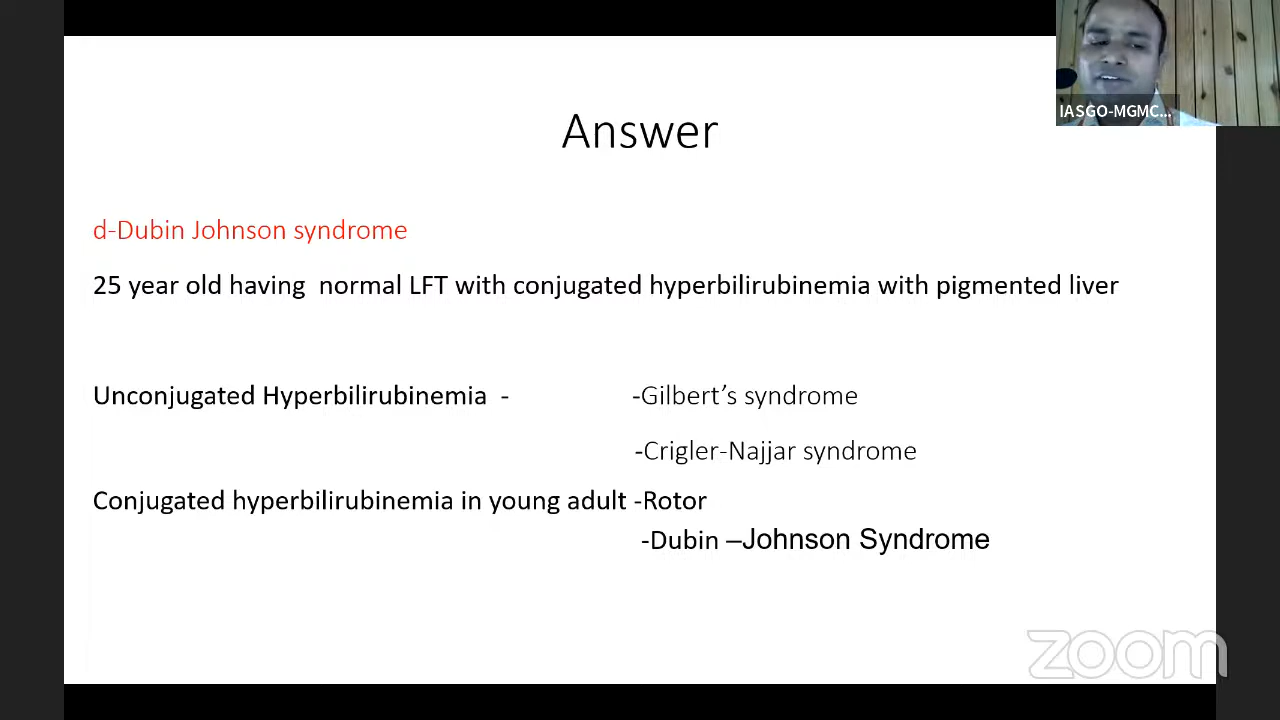 IASGO-MGMC...
Answer
d-Dubin Johnson syndrome
25 year old having normal LFT with conjugated hyperbilirubinemia with pigmented liver
Unconjugated Hyperbilirubinemia - -Gilbert’s syndrome
-Crigler-Najjar syndrome
Conjugated hyperbilirubinemia in young adult -Rotor
-Dubin –Johnson Syndrome
zoom